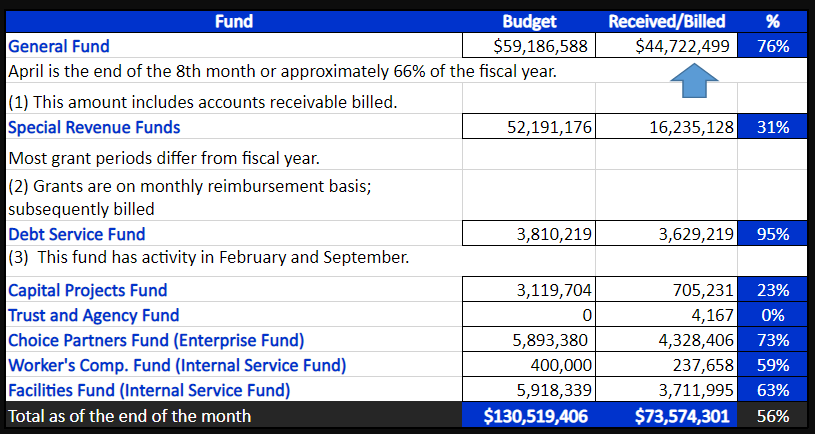 Fund Budget Received/Billed %
General Fund $59,186,588 $44,722,499 76%
April is the end of the 8th month or approximately 66% of the fiscal year.
(1) This amount includes accounts receivable billed.
Special Revenue Funds 52,191,176 16,235,128 31%
Most grant periods differ from fiscal year.
(2) Grants are on monthly reimbursement basis;
subsequently billed
Debt Service Fund 3,810,219 3,629,219 95%
(3) This fund has activity in February and September.
Capital Projects Fund 3,119,704 705,231 23%
Trust and Agency Fund 0 4,167 0%
Choice Partners Fund (Enterprise Fund) 5,893,380 4,328,406 73%
Worker's Comp. Fund (Internal Service Fund) 400,000 237,658 59%
Facilities Fund (Internal Service Fund) 5,918,339 3,711,995 63%
Total as of the end of the month $130,519,406 $73,574,301 56%